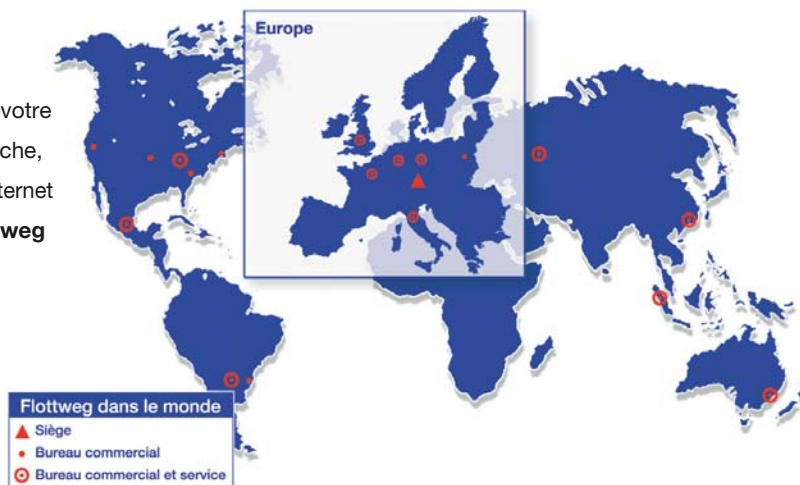 votre
che,
ternet
weg
Europe
Flottweg dans le monde
Siège
Bureau commercial
Bureau commercial et service